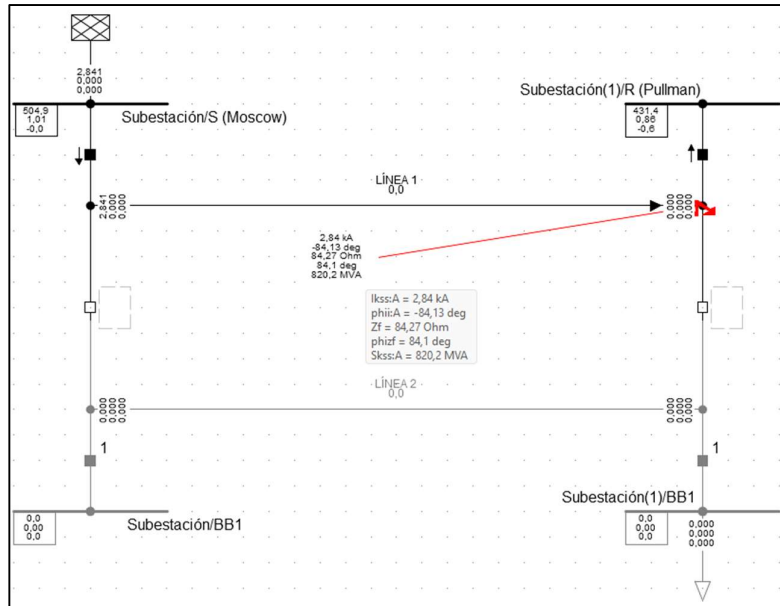 2,841
0,000
0,000
504,9
1,01
-0,0
Subestación/S (Moscow)
Subestación(1)/R (Pullman)
431,4
0,86
-0,6
LÍNEA 1
0,0
2,841
0,000
0,000
0,000
0,000
0,000
2,84 kA
-84,13 deg
84,27 Ohm
84,1 deg
820,2 MVA
Ikss:A = 2,84 kA
phii:A = -84,13 deg
Zf = 84,27 Ohm
phizf = 84,1 deg
Skss:A = 820,2 MVA
LÍNEA 2
0,0
0,000
0,000
0,000
0,000
0,000
0,000
1
1
Subestación(1)/BB1
0,0
0,00
0,0
Subestación/BB1
0,0
0,00
0,0
0,000
0,000
0,000